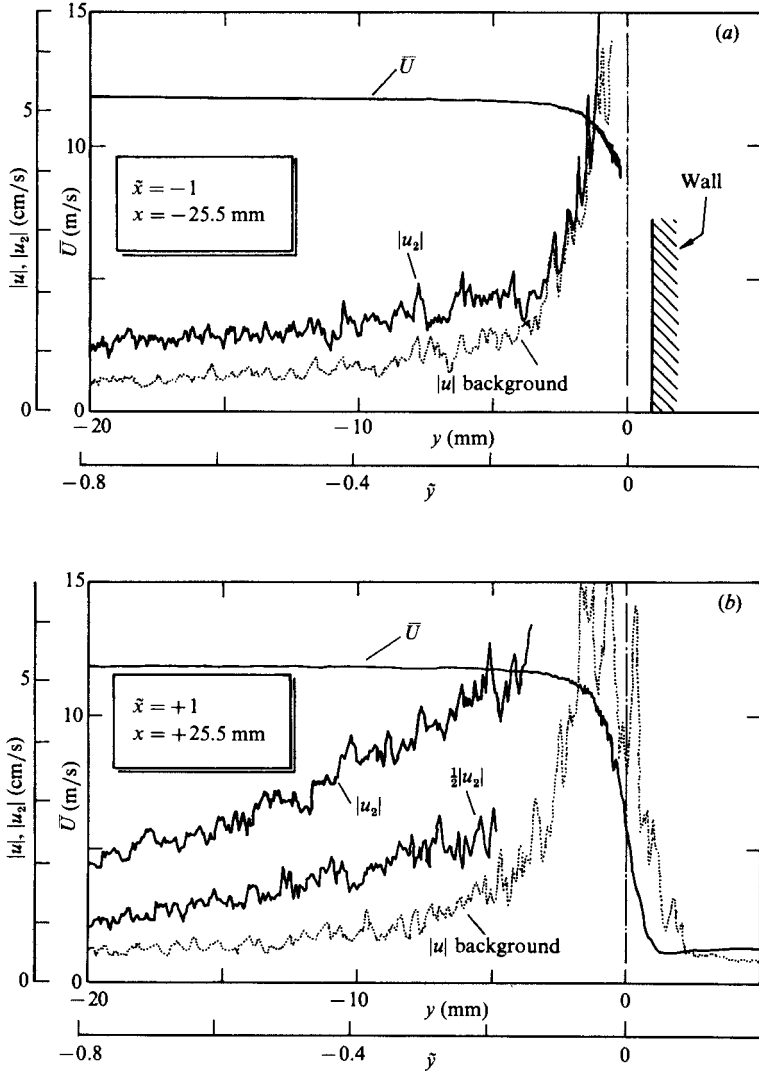 15
(a)
U̅
5
10
x̃ = −1
x = −25.5 mm
Wall
|u|, |u₂| (cm/s)
U̅ (m/s)
|u₂|
5
|u| background
0
0
−20
−10
0
y (mm)
−0.8
−0.4
0
ỹ
15
(b)
U̅
5
10
x̃ = +1
x = +25.5 mm
|u|, |u₂| (cm/s)
U̅ (m/s)
½|u₂|
|u₂|
5
|u| background
0
0
−20
−10
0
y (mm)
−0.8
−0.4
0
ỹ